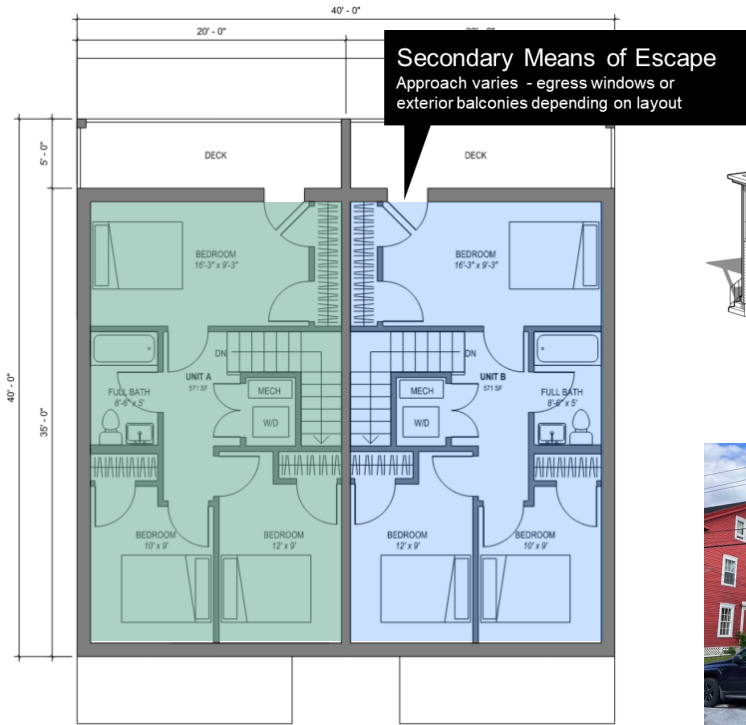 40' - 0"
20' - 0"
Secondary Means of Escape
Approach varies - egress windows or
exterior balconies depending on layout
5' - 0"
DECK
DECK
BEDROOM
16'-3" x 9'-3"
BEDROOM
16'-3" x 9'-3"
40' - 0"
35' - 0"
DN
UNIT A
571 SF
MECH
W/D
FULL BATH
8'-6" x 5'
DN
UNIT B
571 SF
MECH
W/D
FULL BATH
8'-6" x 5'
BEDROOM
10' x 9'
BEDROOM
12' x 9'
BEDROOM
12' x 9'
BEDROOM
10' x 9'